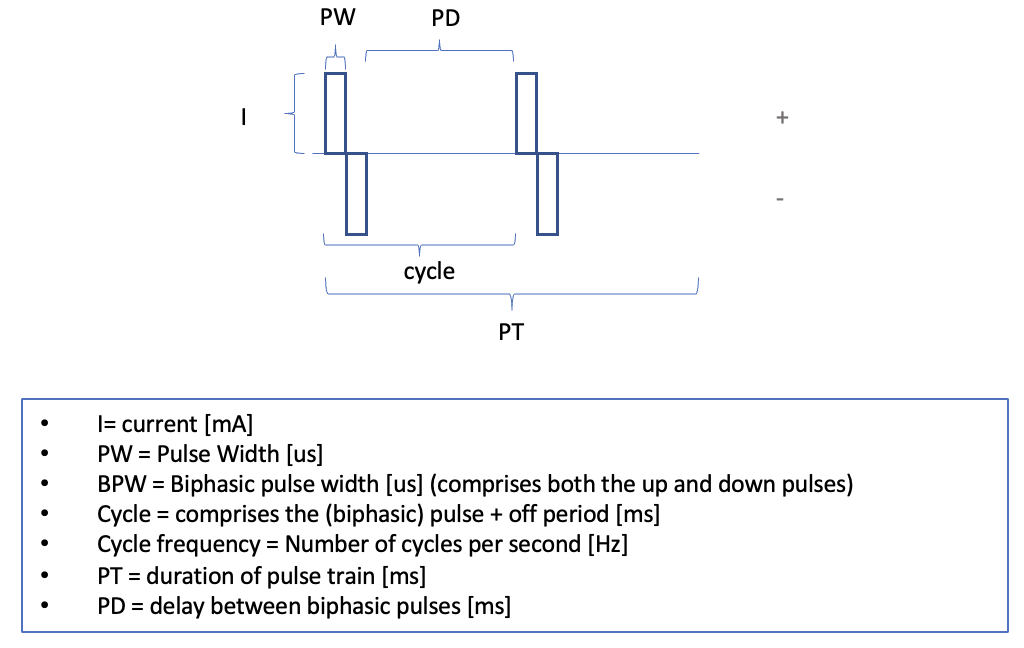 PW PD
I
+
-
cycle
PT
• I= current [mA]
• PW = Pulse Width [us]
• BPW = Biphasic pulse width [us] (comprises both the up and down pulses)
• Cycle = comprises the (biphasic) pulse + off period [ms]
• Cycle frequency = Number of cycles per second [Hz]
• PT = duration of pulse train [ms]
• PD = delay between biphasic pulses [ms]